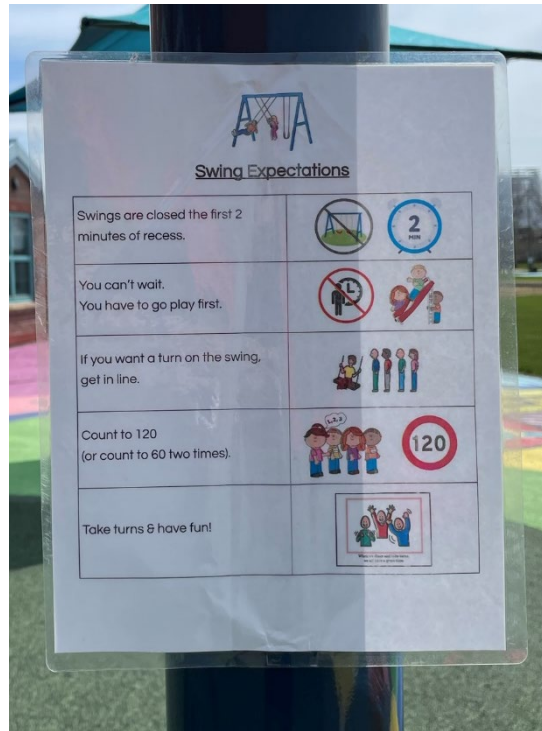 Swing Expectations
Swings are closed the first 2
minutes of recess.
2
MIN
You can't wait.
You have to go play first.
If you want a turn on the swing,
get in line.
Count to 120
(or count to 60 two times).
1, 2, 3
120
Take turns & have fun!